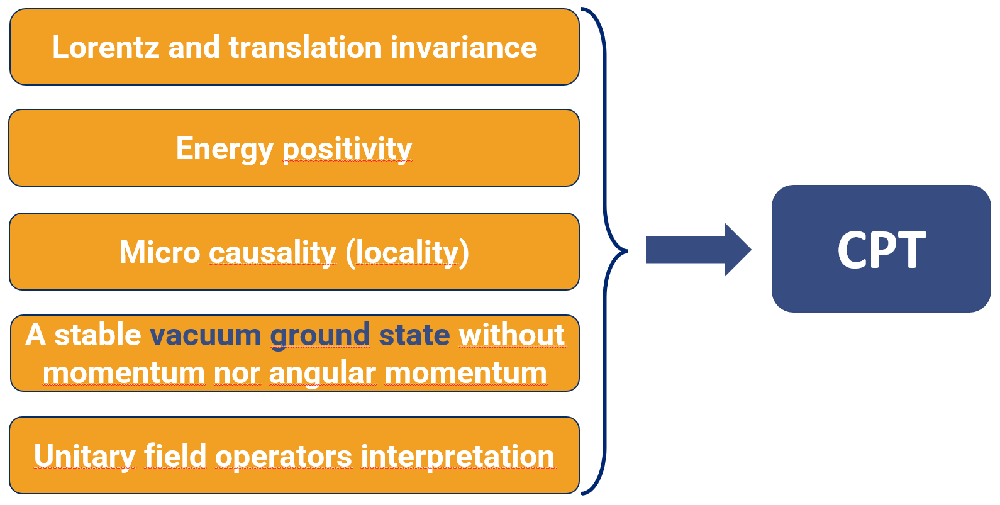 Lorentz and translation invariance
Energy positivity
Micro causality (locality)
A stable vacuum ground state without
momentum nor angular momentum
Unitary field operators interpretation
CPT